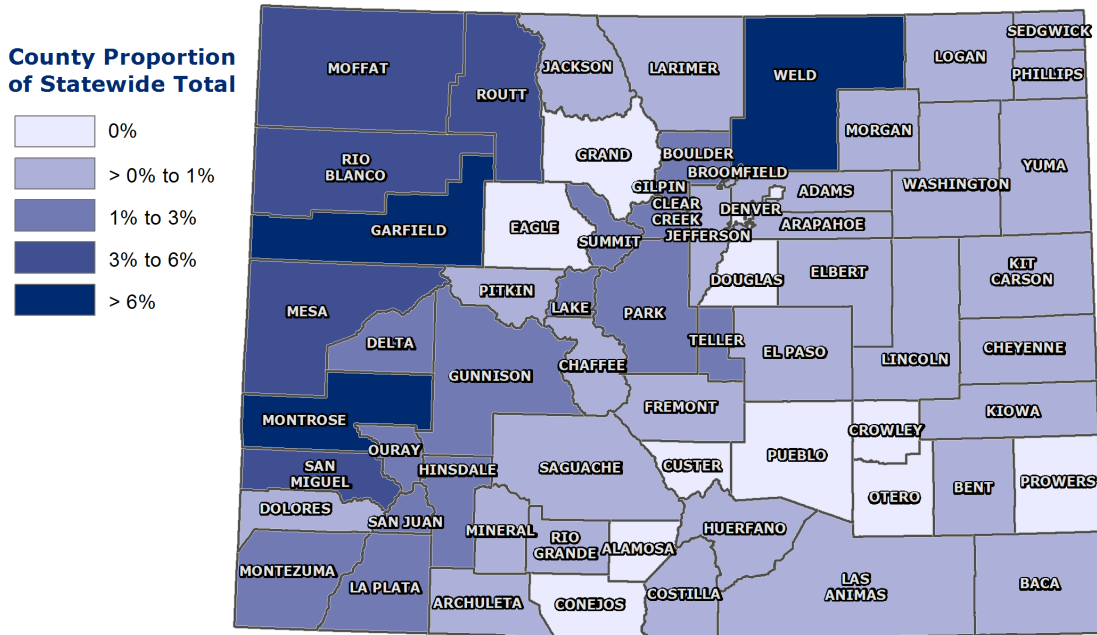 County Proportion
of Statewide Total
0%
> 0% to 1%
1% to 3%
3% to 6%
> 6%
MOFFAT
ROUTT
JACKSON
LARIMER
WELD
LOGAN
SEDGWICK
PHILLIPS
MORGAN
YUMA
WASHINGTON
RIO
BLANCO
GRAND
BOULDER
BROOMFIELD
GILPIN
ADAMS
CLEAR
CREEK
DENVER
ARAPAHOE
JEFFERSON
GARFIELD
EAGLE
SUMMIT
DOUGLAS
ELBERT
KIT
CARSON
MESA
PITKIN
LAKE
PARK
TELLER
EL PASO
LINCOLN
CHEYENNE
DELTA
GUNNISON
CHAFFEE
FREMONT
KIOWA
MONTROSE
OURAY
CROWLEY
PUEBLO
SAN
MIGUEL
HINSDALE
SAGUACHE
CUSTER
OTERO
BENT
PROWERS
DOLORES
SAN JUAN
MINERAL
RIO
GRANDE
ALAMOSA
HUERFANO
MONTEZUMA
LA PLATA
ARCHULETA
CONEJOS
COSTILLA
LAS
ANIMAS
BACA